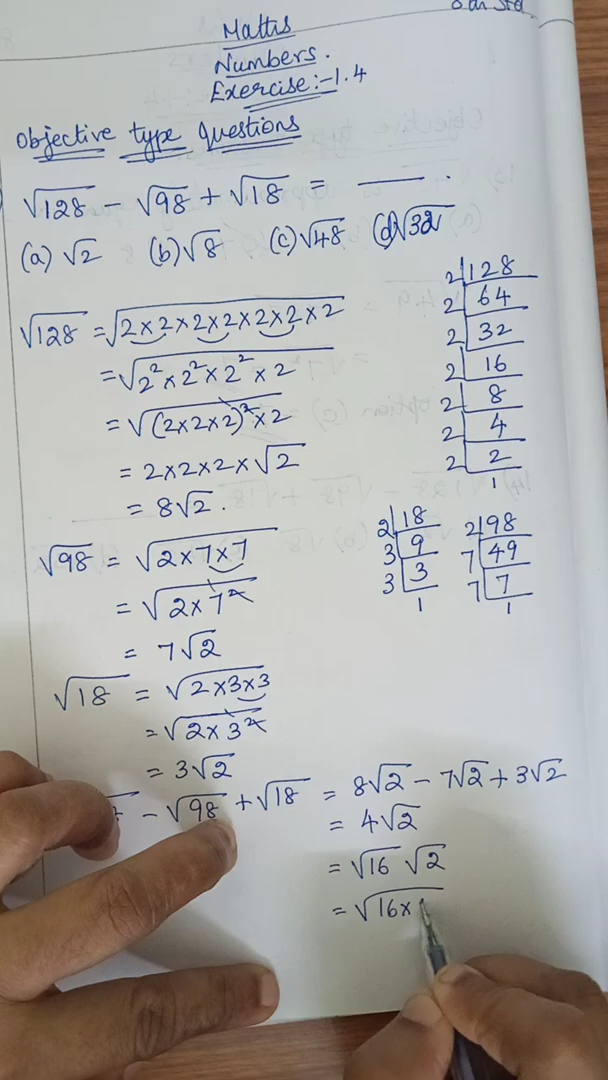 8th Std
Maths
Numbers.
Exercise:-1.4
Objective type questions
√128 - √98 + √18 = ____.
(a) √2 (b) √8 (c) √48 (d) √32
√128 = √2×2×2×2×2×2×2
= √2²×2²×2²×2
= √(2×2×2)²×2
= 2×2×2×√2
= 8√2.
2 128
2 64
2 32
2 16
2 8
2 4
2 2
1
√98 = √2×7×7
= √2×7²
= 7√2
2 18
3 9
3 3
1
2 98
7 49
7 7
1
√18 = √2×3×3
= √2×3²
= 3√2
- √98 + √18 = 8√2 - 7√2 + 3√2
= 4√2
= √16 √2
= √16×